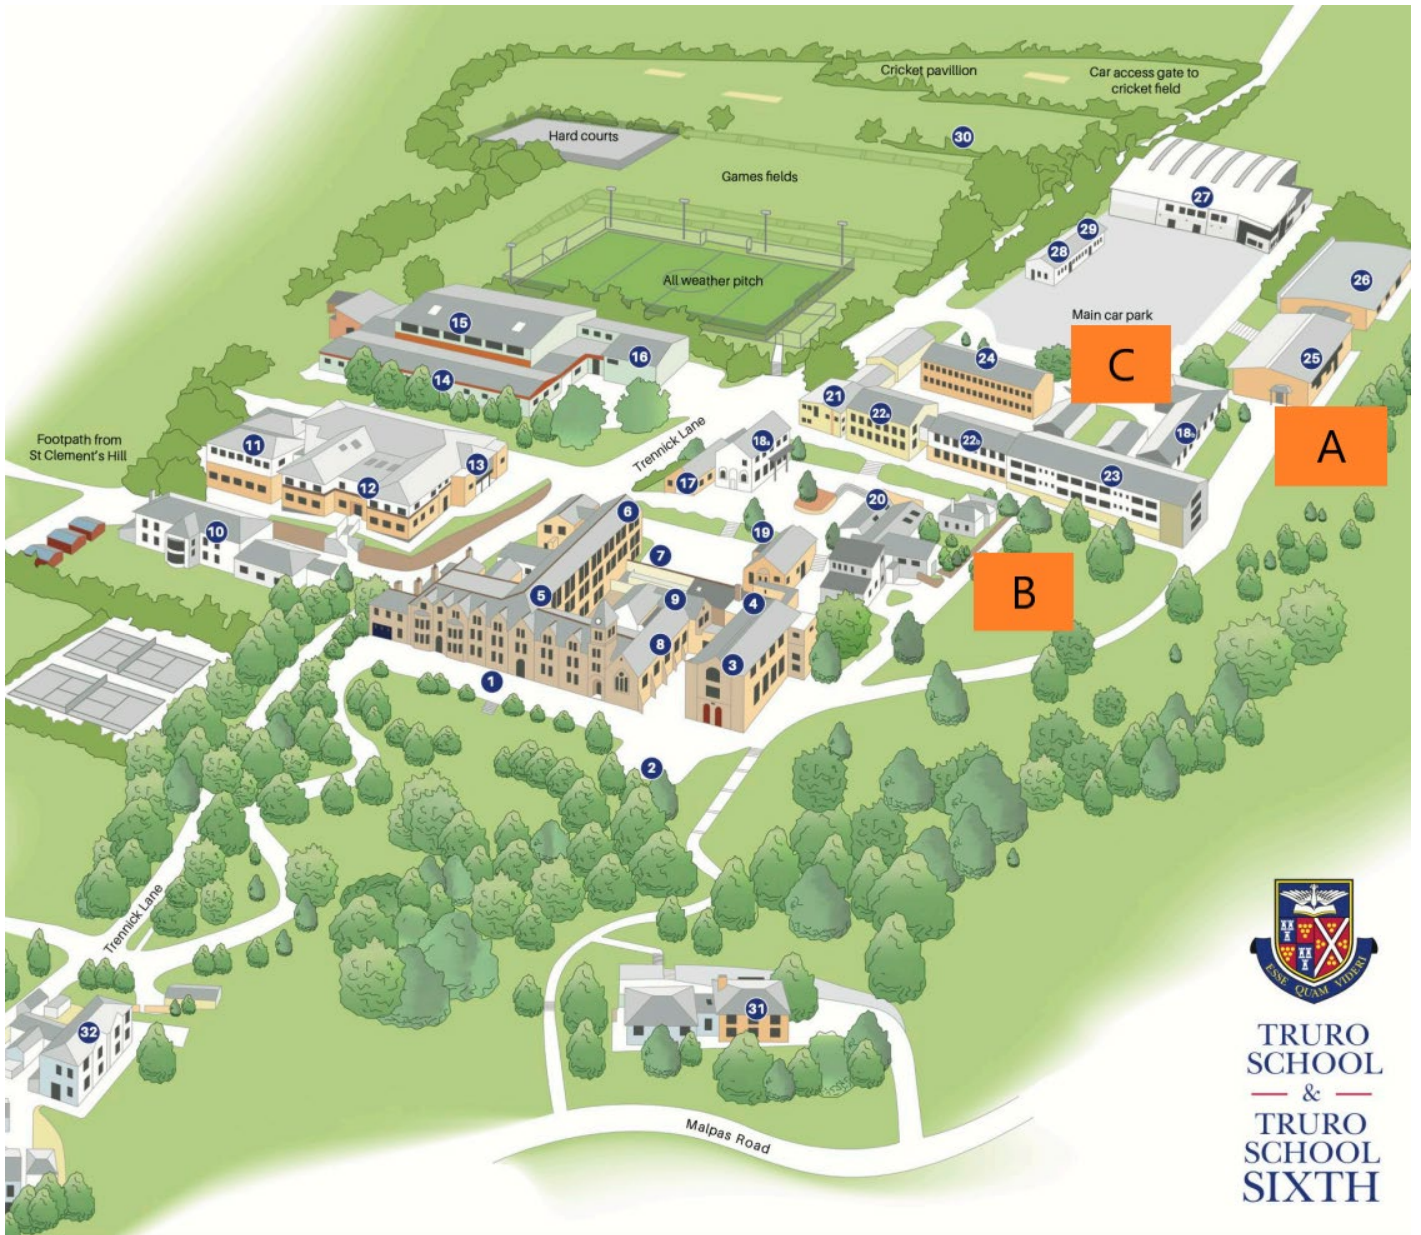 Cricket pavillion
Car access gate to
cricket field
Hard courts
30
Games fields
27
29
28
All weather pitch
26
Main car park
15
16
24
25
C
14
21
22a
18b
A
Footpath from
St Clement's Hill
11
13
Trennick Lane
18a
22b
23
12
17
20
10
6
19
7
B
5
9
4
8
3
1
2
Trennick Lane
31
32
Malpas Road
ESSE QUAM VIDERI
TRURO
SCHOOL
&
TRURO
SCHOOL
SIXTH